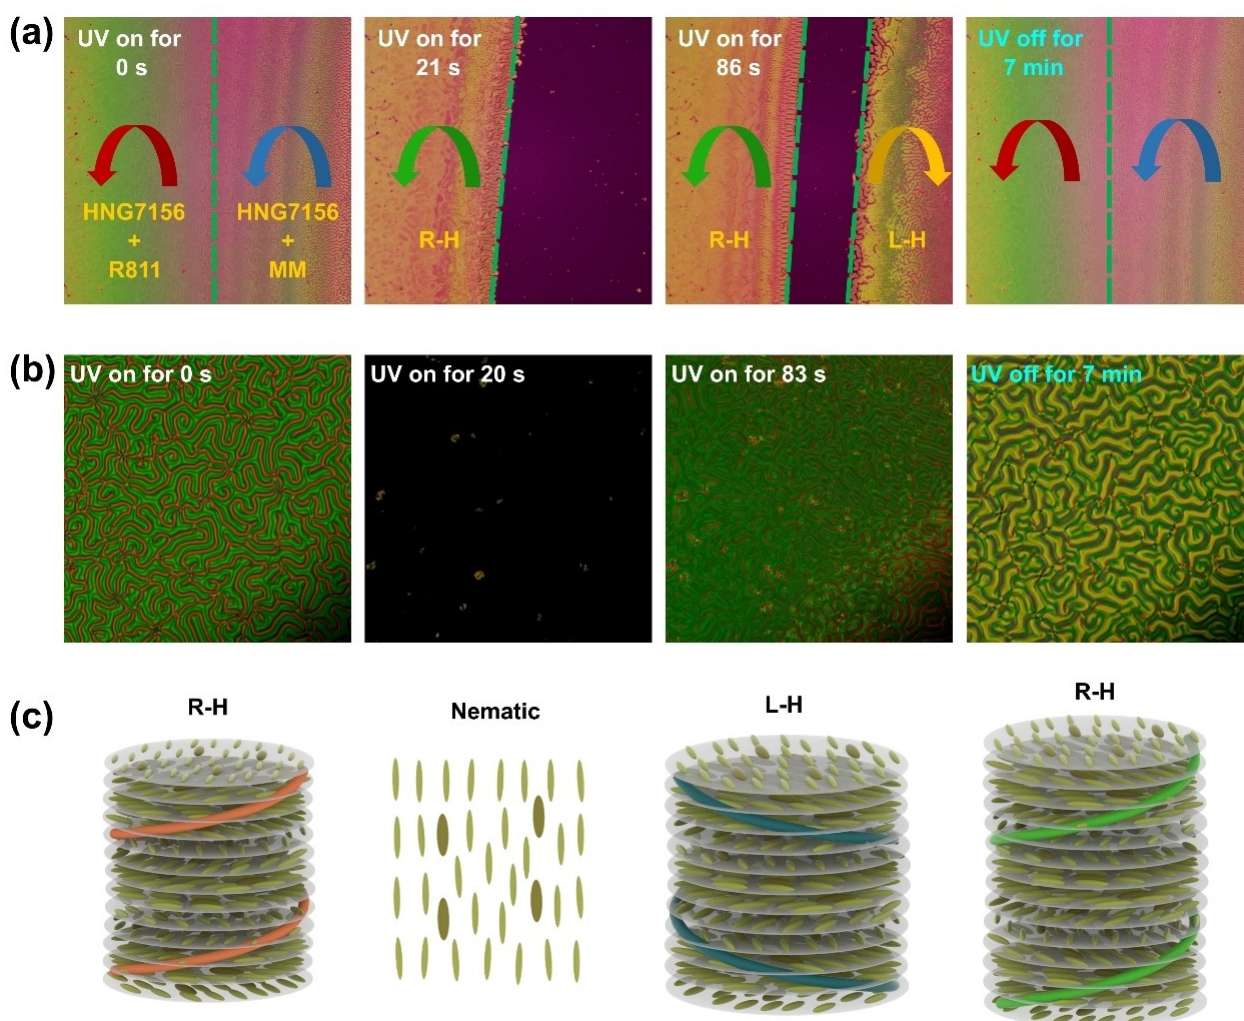 (a)
UV on for
0 s
HNG7156
+
R811
HNG7156
+
MM
UV on for
21 s
R-H
UV on for
86 s
R-H
L-H
UV off for
7 min
(b)
UV on for 0 s
UV on for 20 s
UV on for 83 s
UV off for 7 min
(c)
R-H
Nematic
L-H
R-H